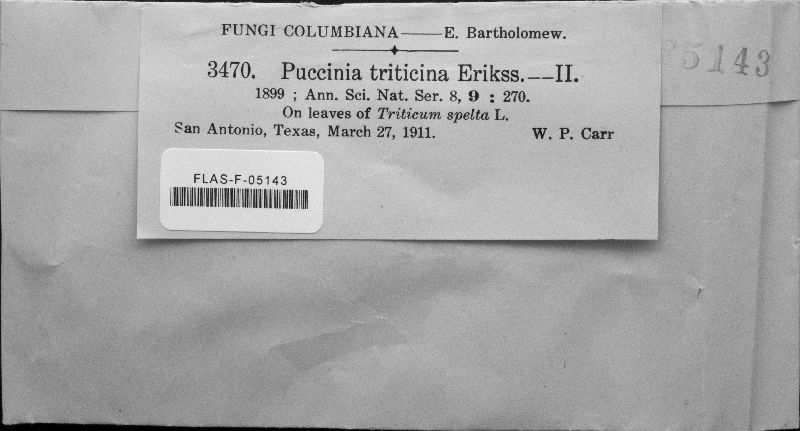 FUNGI COLUMBIANA——E. Bartholomew.
3470. Puccinia triticina Erikss.——II.
1899 ; Ann. Sci. Nat. Ser. 8, 9 : 270.
On leaves of Triticum spelta L.
San Antonio, Texas, March 27, 1911. W. P. Carr
FLAS-F-05143
5143